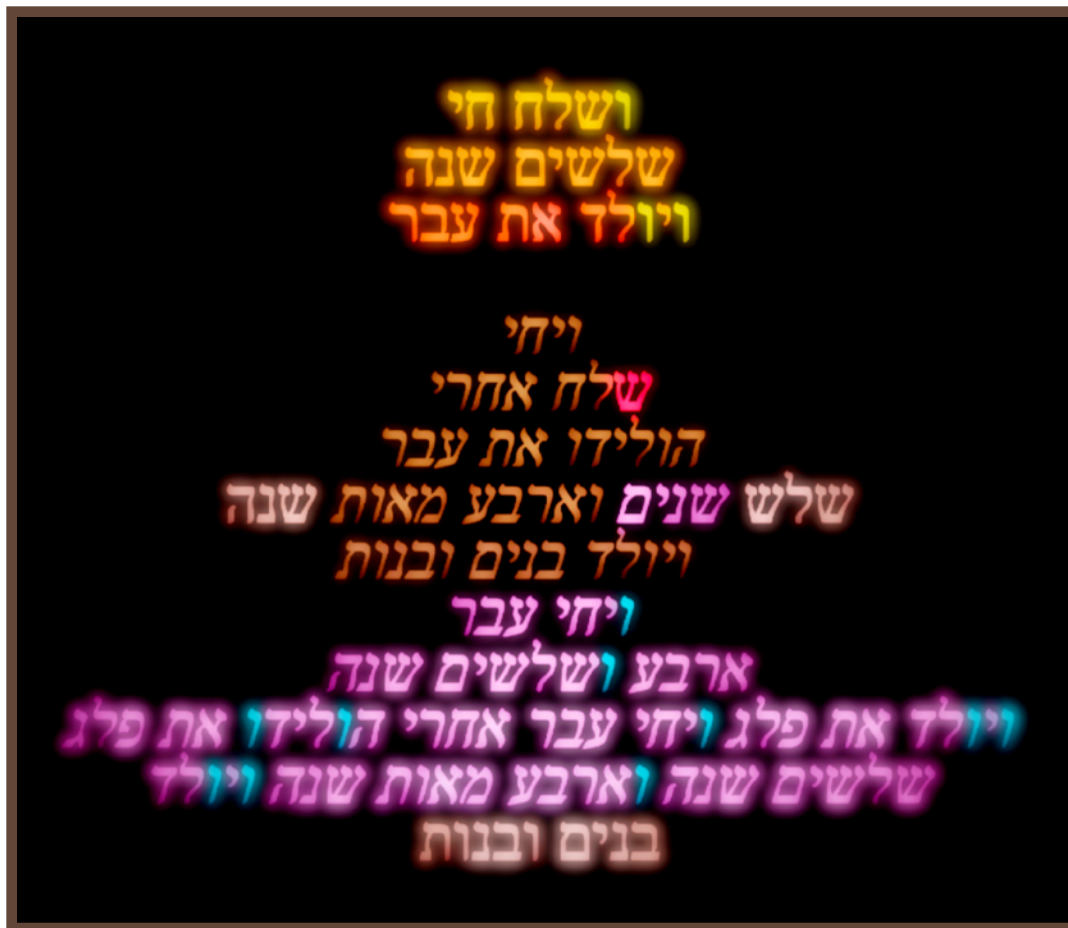 ושלח חי
שלשים שנה
ויולד את עבר
ויחי
שלח אחרי
הולידו את עבר
שלש שנים וארבע מאות שנה
ויולד בנים ובנות
ויחי עבר
ארבע ושלשים שנה
ויולד את פלג ויחי עבר אחרי הולידו את פלג
שלשים שנה וארבע מאות שנה ויולד
בנים ובנות